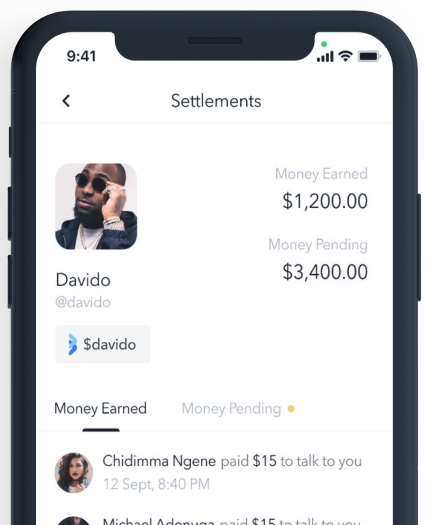 9:41
Settlements
Money Earned
$1,200.00
Money Pending
$3,400.00
Davido
@davido
$davido
Money Earned
Money Pending
Chidimma Ngene paid $15 to talk to you
12 Sept, 8:40 PM
Michael Adenuga paid $15 to talk to you